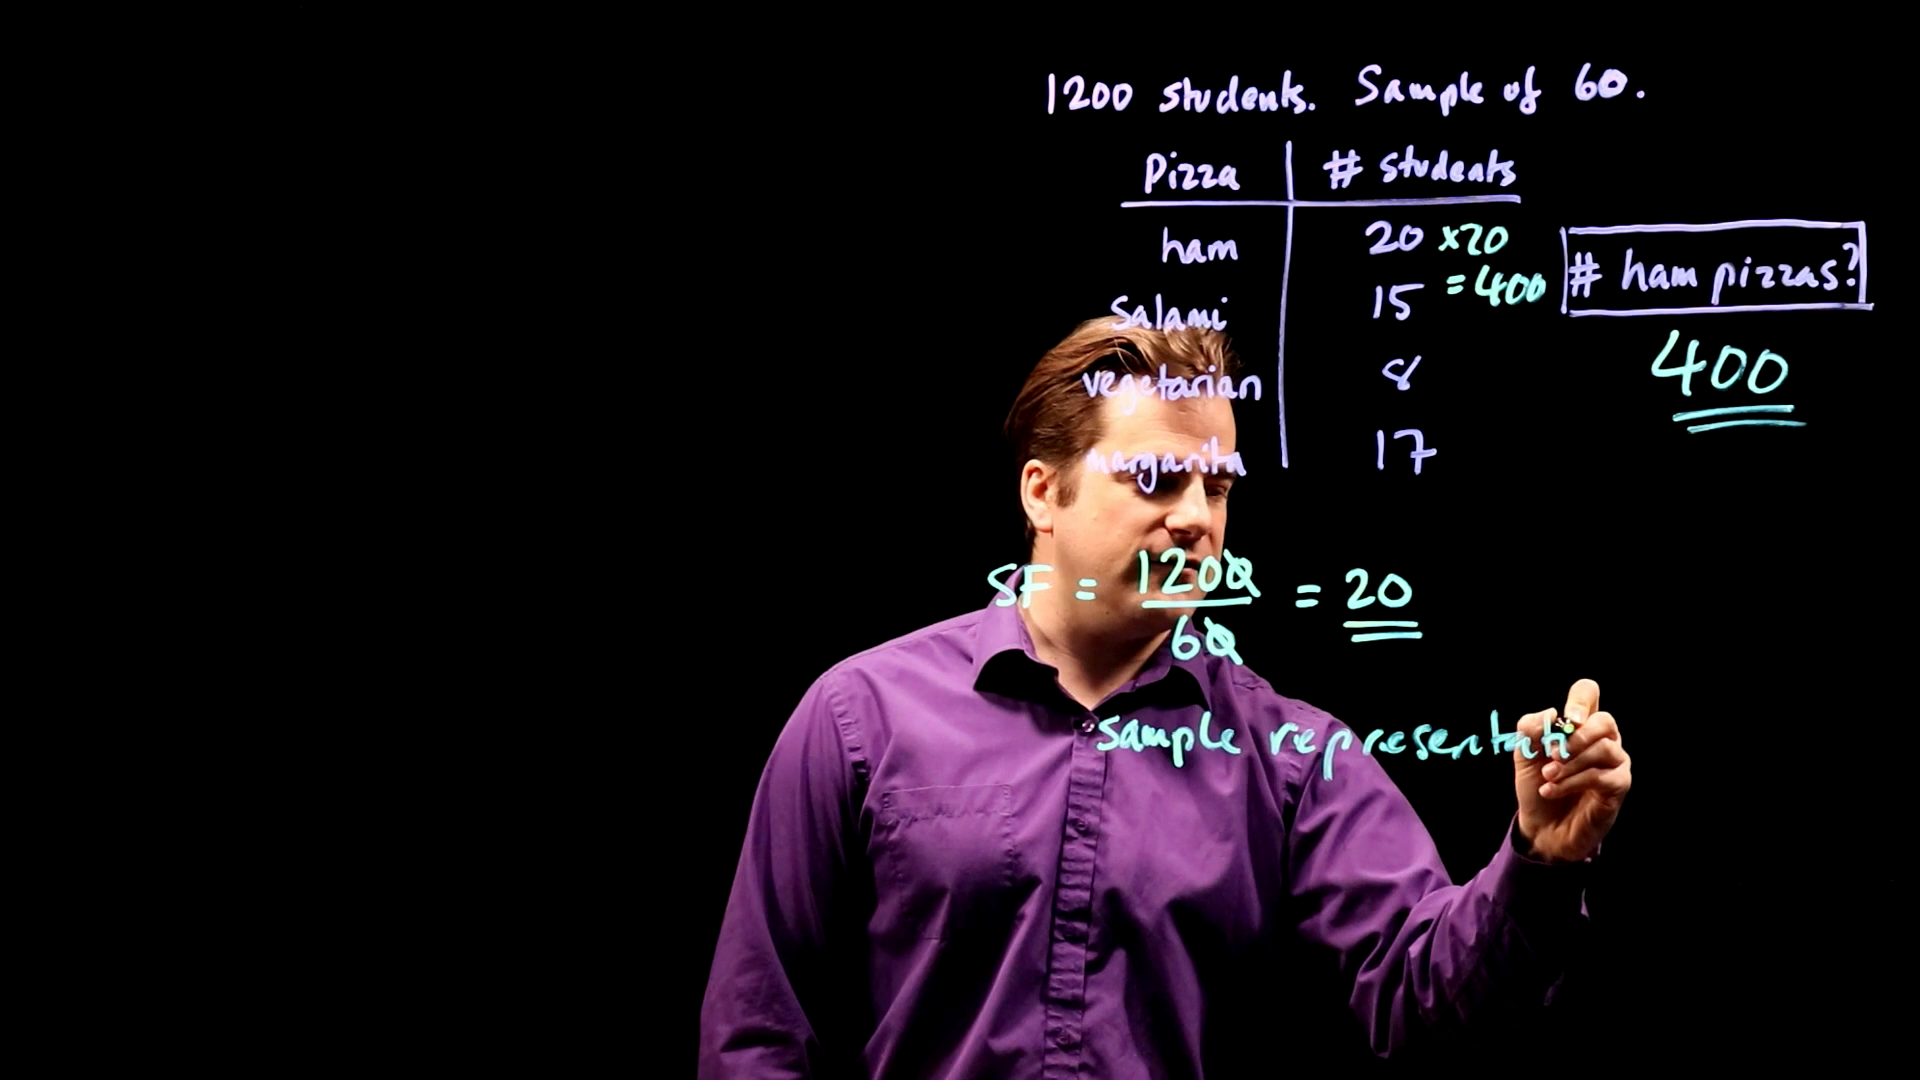 1200 students. Sample of 60.
Pizza # students
ham 20 ×20
= 400
Salami 15
vegetarian 8
margarita 17
# ham pizzas?
400
SF = 1200 / 60 = 20
sample representati